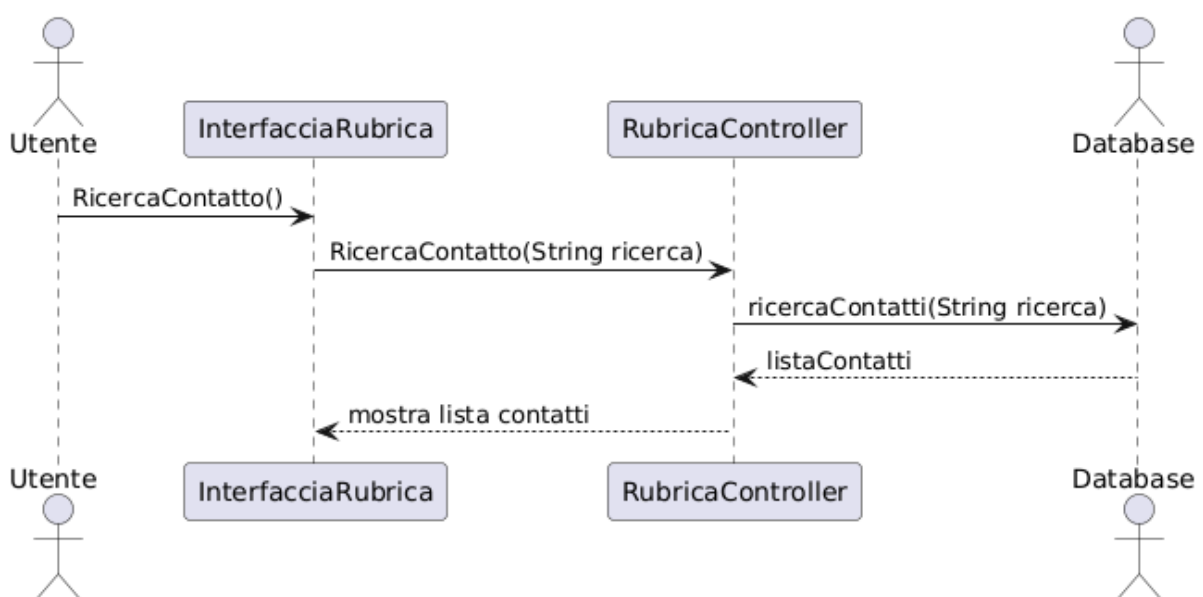 Utente
InterfacciaRubrica
RubricaController
Database
RicercaContatto()
RicercaContatto(String ricerca)
ricercaContatti(String ricerca)
listaContatti
mostra lista contatti
Utente
InterfacciaRubrica
RubricaController
Database